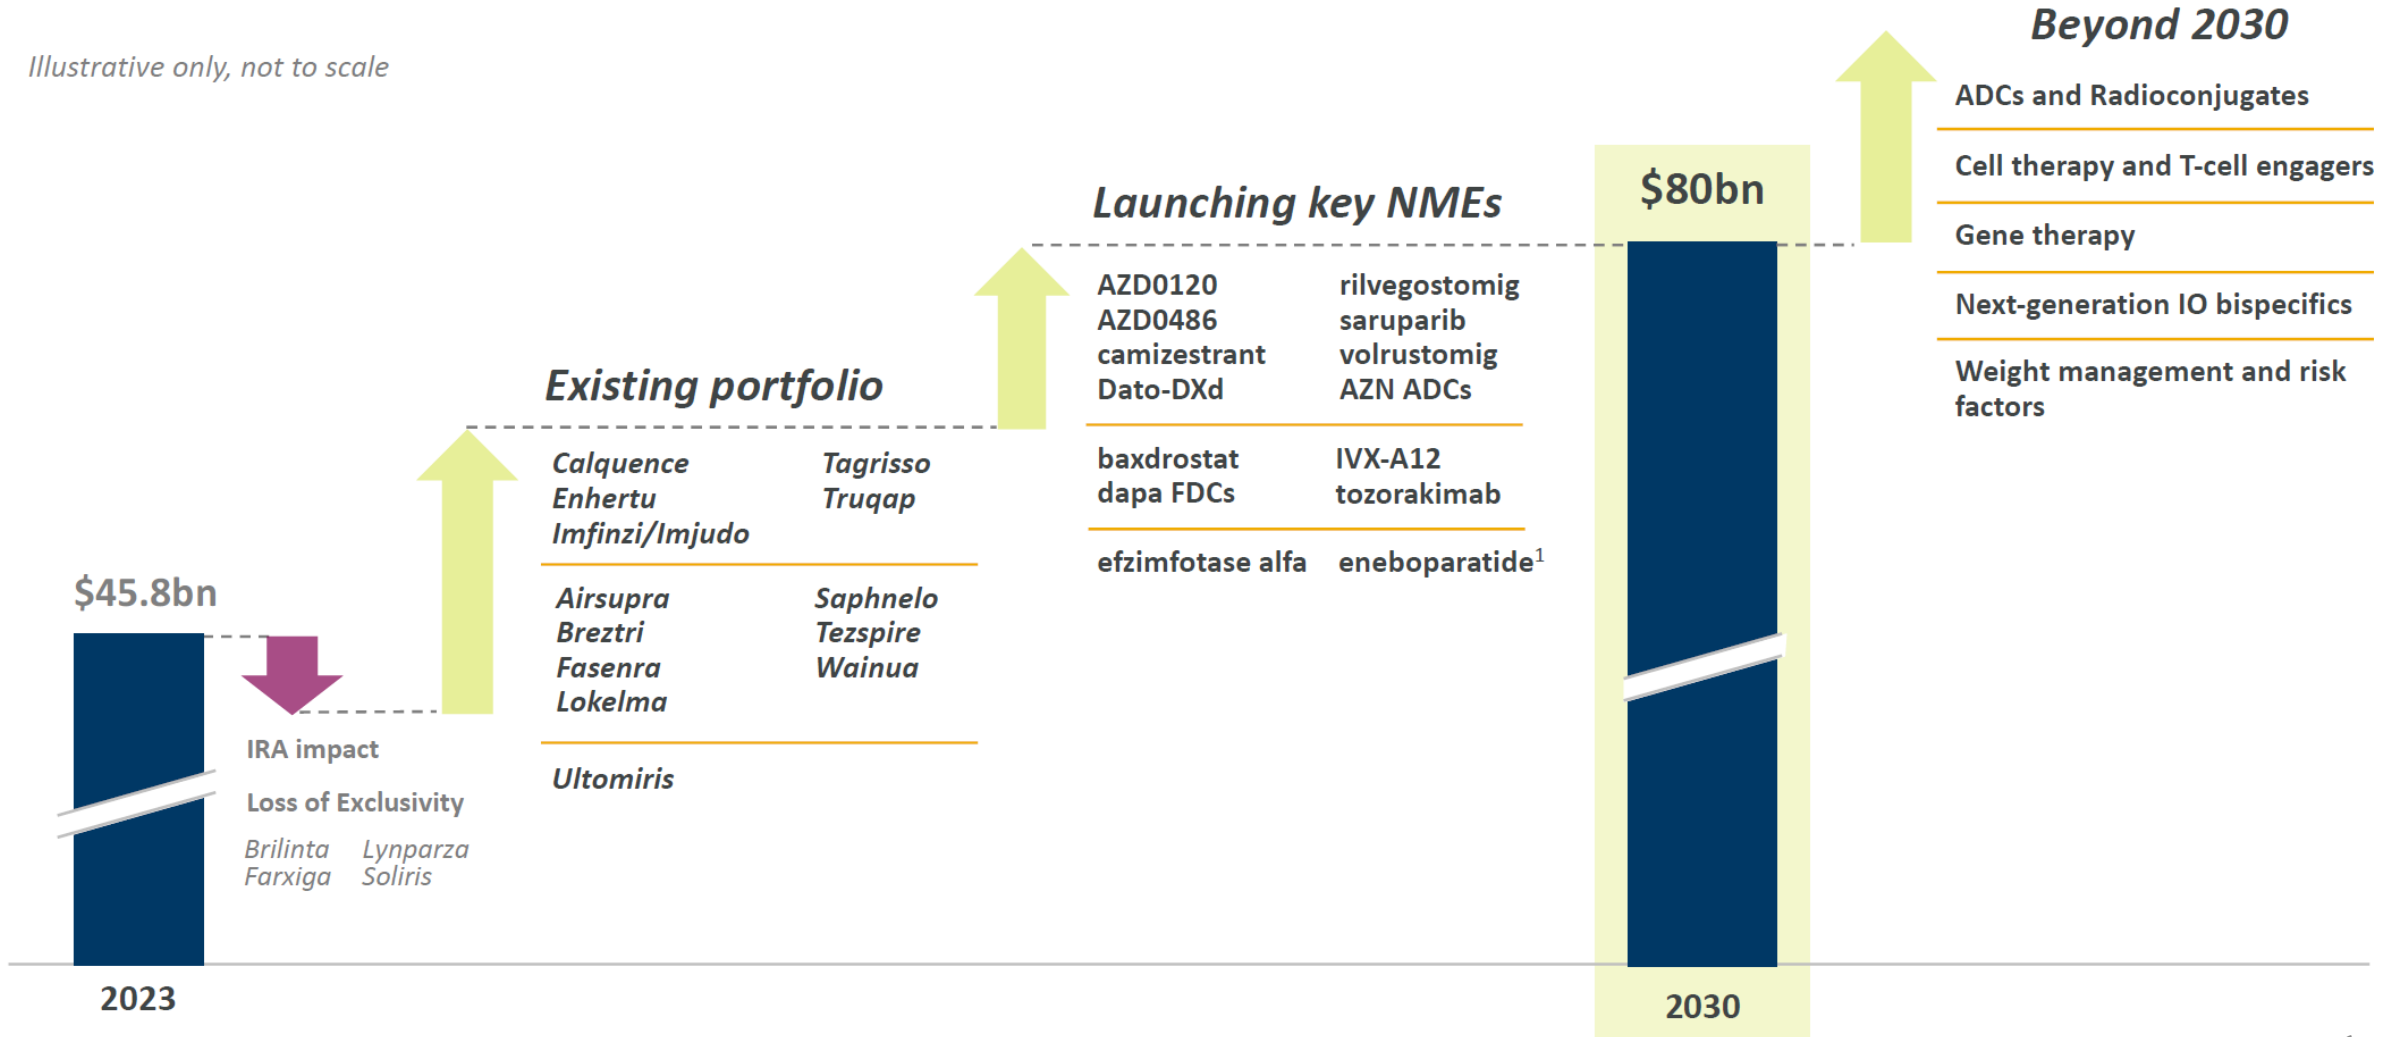 Illustrative only, not to scale
$45.8bn
2023
IRA impact
Loss of Exclusivity
Brilinta Lynparza
Farxiga Soliris
Existing portfolio
Calquence Tagrisso
Enhertu Truqap
Imfinzi/Imjudo
Airsupra Saphnelo
Breztri Tezspire
Fasenra Wainua
Lokelma
Ultomiris
Launching key NMEs
AZD0120 rilvegostomig
AZD0486 saruparib
camizestrant volrustomig
Dato-DXd AZN ADCs
baxdrostat IVX-A12
dapa FDCs tozorakimab
efzimfotase alfa eneboparatide¹
$80bn
2030
Beyond 2030
ADCs and Radioconjugates
Cell therapy and T-cell engagers
Gene therapy
Next-generation IO bispecifics
Weight management and risk
factors